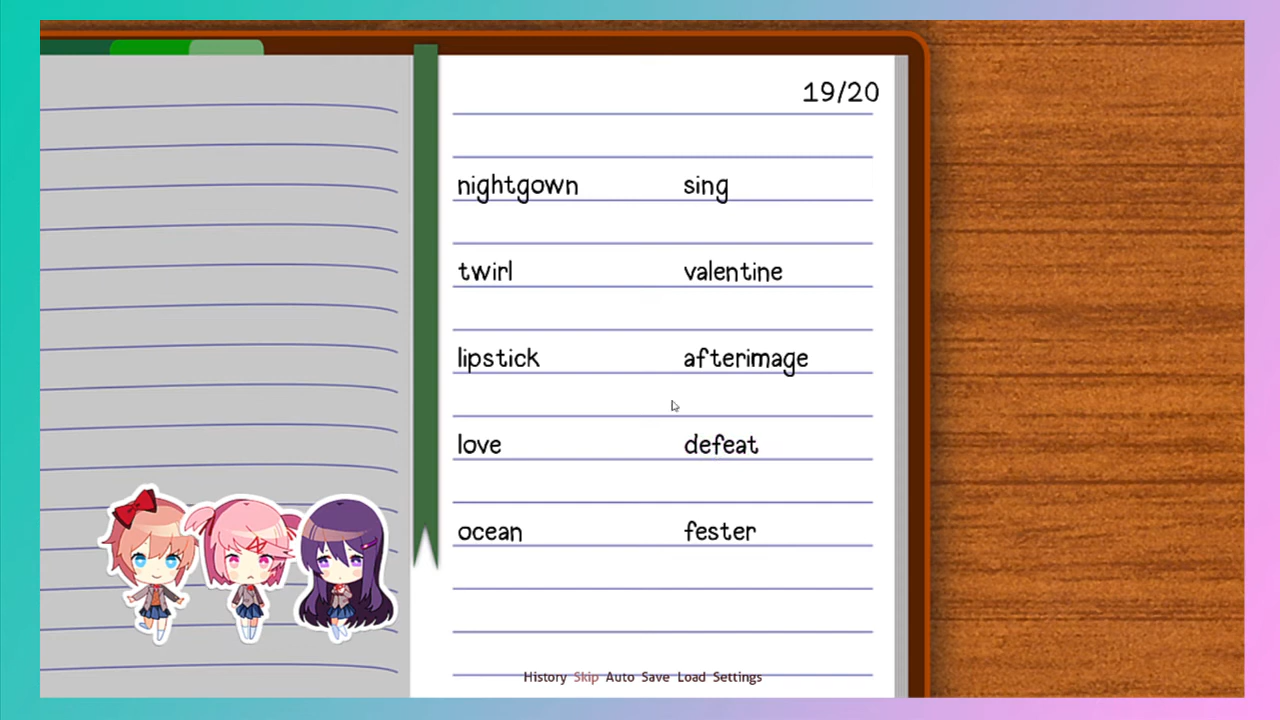 19/20
nightgown sing
twirl valentine
lipstick afterimage
love defeat
ocean fester
History Skip Auto Save Load Settings